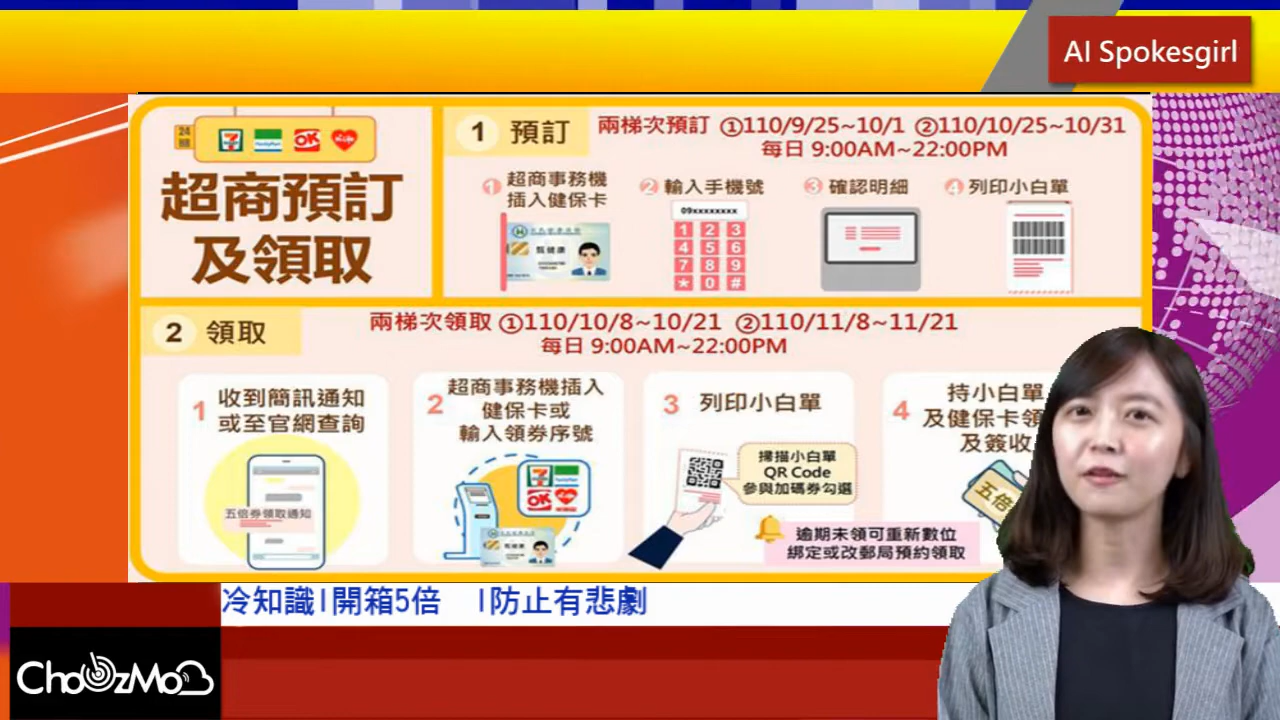 AI Spokesgirl
24
超商預訂
及領取
1 預訂
兩梯次預訂 ①110/9/25~10/1 ②110/10/25~10/31
每日 9:00AM~22:00PM
1 超商事務機
插入健保卡
2 輸入手機號
09xxxxxxxx
1 2 3
4 5 6
7 8 9
* 0 #
3 確認明細
4 列印小白單
2 領取
兩梯次領取 ①110/10/8~10/21 ②110/11/8~11/21
每日 9:00AM~22:00PM
1 收到簡訊通知
或至官網查詢
五倍券領取通知
2 超商事務機插入
健保卡或
輸入領券序號
OK
3 列印小白單
掃描小白單
QR Code
參與加碼券勾選
4 持小白單
及健保卡領
及簽收
五倍
逾期未領可重新數位
綁定或改郵局預約領取
冷知識|開箱5倍 |防止有悲劇
ChoozMo